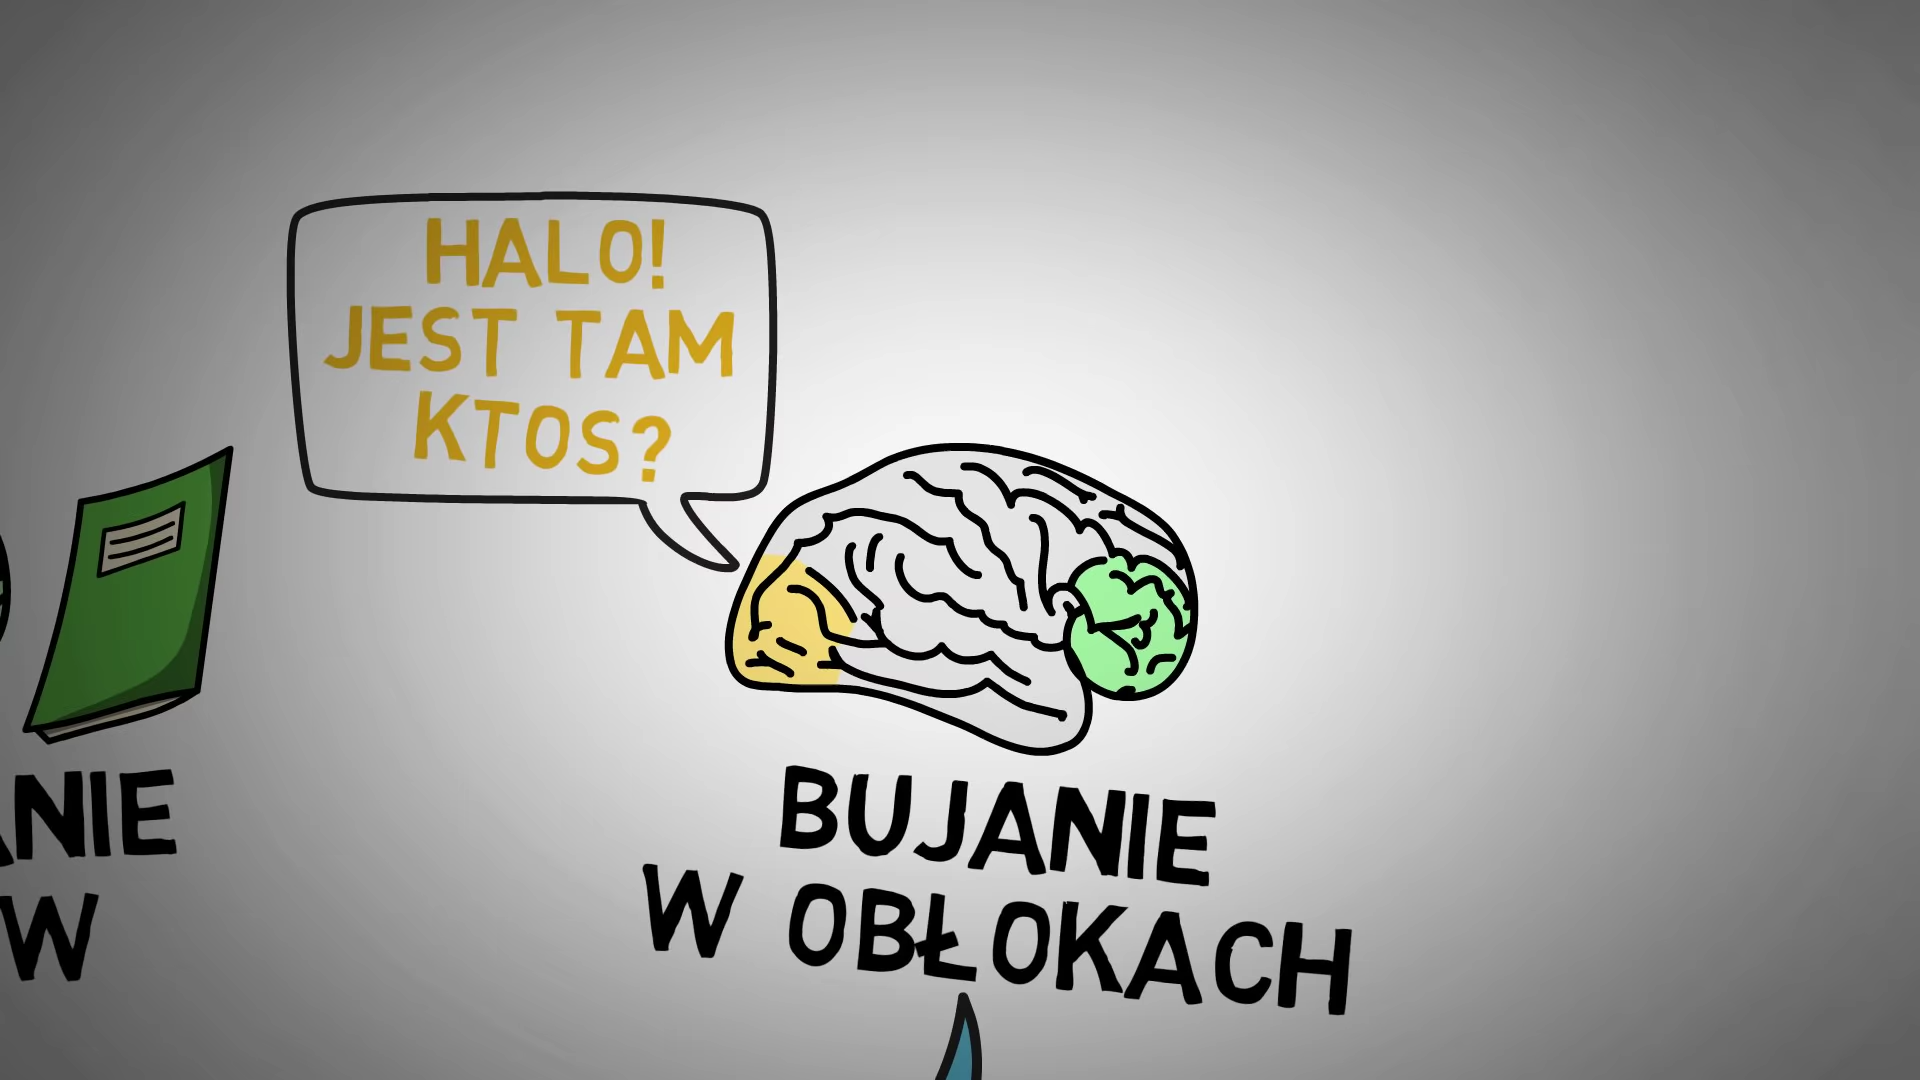 HALO!
JEST TAM
KTOS?
ANIE
W
BUJANIE
W OBŁOKACH